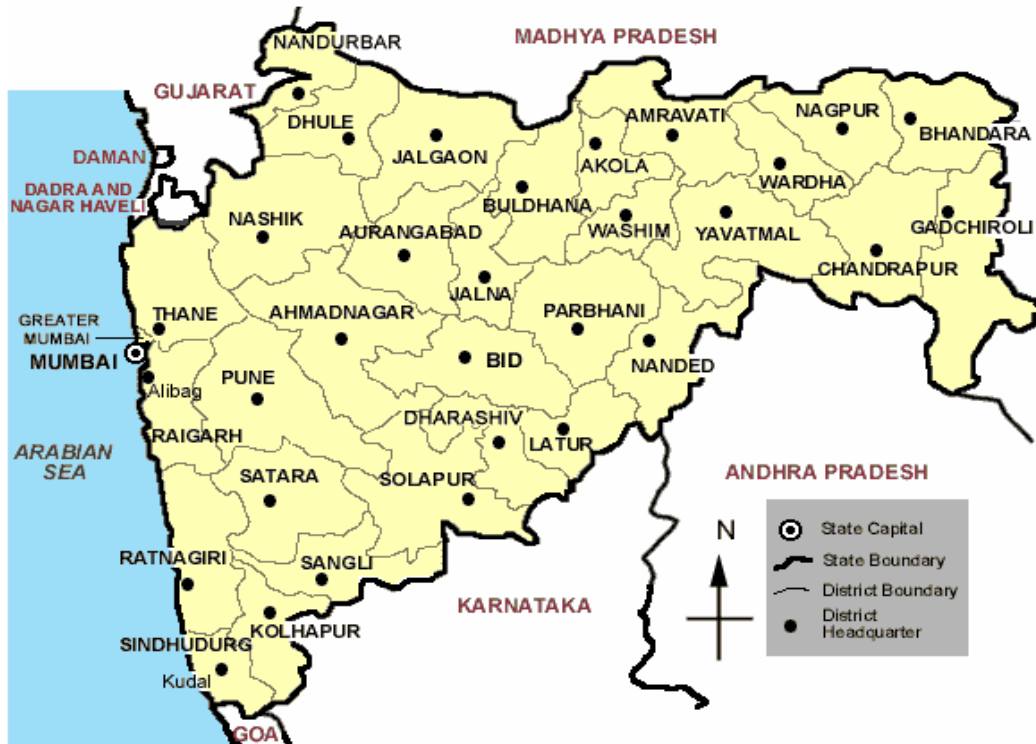 NANDURBAR
MADHYA PRADESH
GUJARAT
DHULE
JALGAON
AMRAVATI
NAGPUR
BHANDARA
AKOLA
WARDHA
DAMAN
DADRA AND
NAGAR HAVELI
BULDHANA
NASHIK
AURANGABAD
WASHIM
YAVATMAL
GADCHIROLI
CHANDRAPUR
JALNA
THANE
AHMADNAGAR
PARBHANI
GREATER
MUMBAI
MUMBAI
BID
NANDED
PUNE
Alibag
DHARASHIV
RAIGARH
LATUR
ARABIAN
SEA
SATARA
SOLAPUR
ANDHRA PRADESH
RATNAGIRI
SANGLI
KARNATAKA
KOLHAPUR
SINDHUDURG
Kudal
GOA
N
State Capital
State Boundary
District Boundary
District
Headquarter